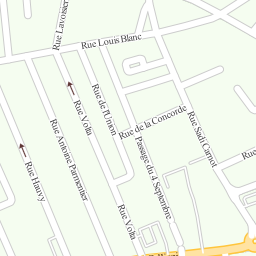 Rue Lavoisier
Rue Louis Blanc
Rue de l'Union
Rue Volta
Rue de la Concorde
Rue Sadi Carnot
Rue Antoine Parmentier
Passage du 4 Septembre
Rue Hauvy
Rue Volta